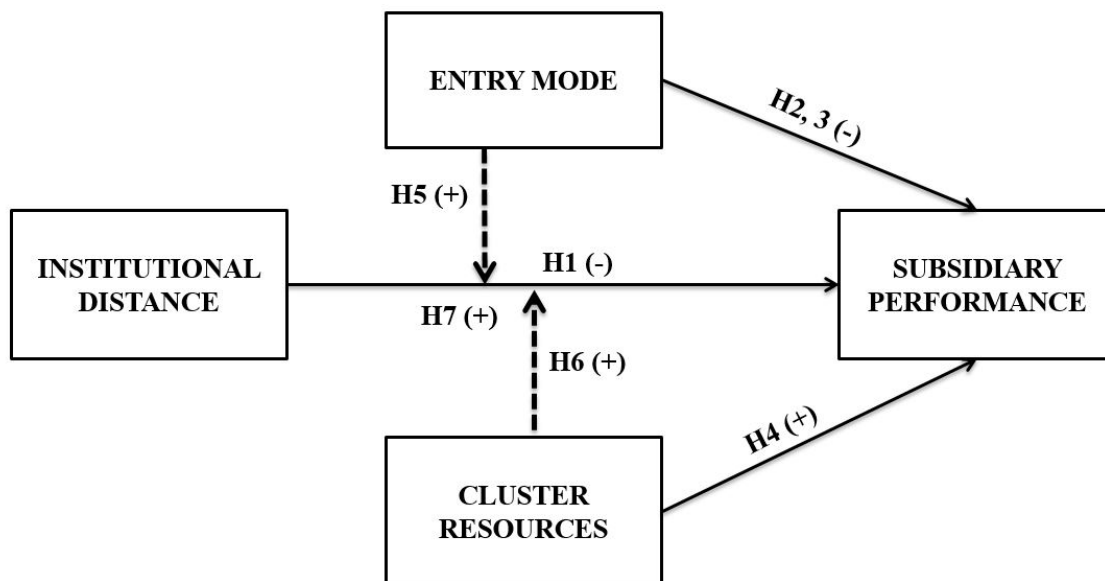 ENTRY MODE
H2, 3 (-)
H5 (+)
INSTITUTIONAL
DISTANCE
H1 (-)
H7 (+)
SUBSIDIARY
PERFORMANCE
H6 (+)
H4 (+)
CLUSTER
RESOURCES